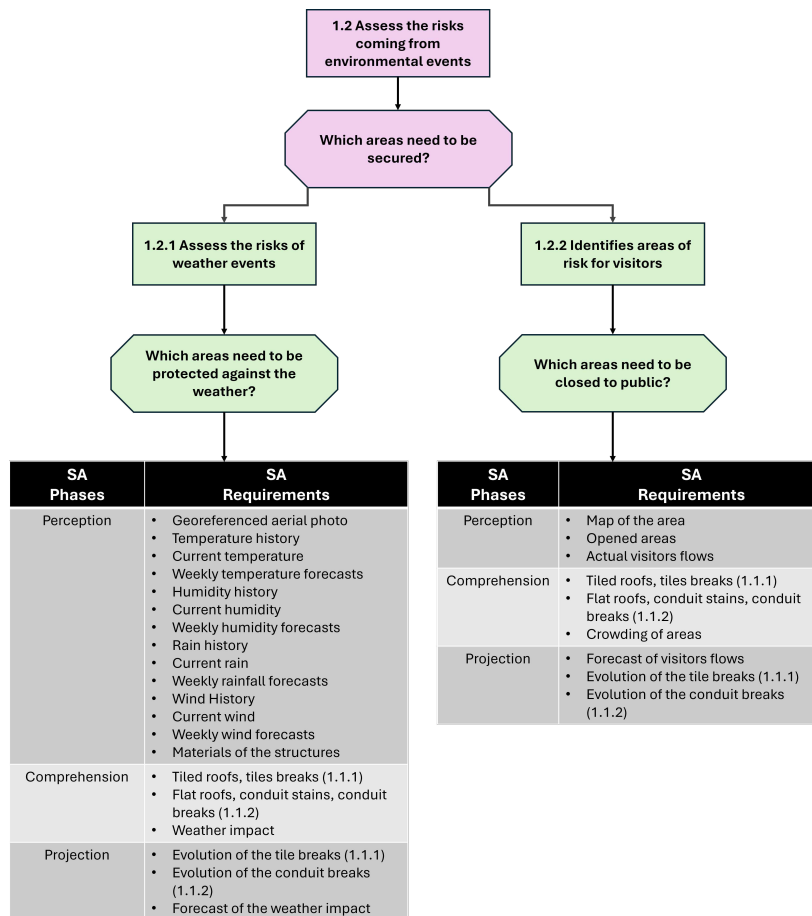 1.2 Assess the risks
coming from
environmental events
Which areas need to be
secured?
1.2.1 Assess the risks of
weather events
1.2.2 Identifies areas of
risk for visitors
Which areas need to be
protected against the
weather?
Which areas need to be
closed to public?
SA
Phases
SA
Requirements
Perception
• Georeferenced aerial photo
• Temperature history
• Current temperature
• Weekly temperature forecasts
• Humidity history
• Current humidity
• Weekly humidity forecasts
• Rain history
• Current rain
• Weekly rainfall forecasts
• Wind History
• Current wind
• Weekly wind forecasts
• Materials of the structures
Comprehension
• Tiled roofs, tiles breaks (1.1.1)
• Flat roofs, conduit stains, conduit
breaks (1.1.2)
• Weather impact
Projection
• Evolution of the tile breaks (1.1.1)
• Evolution of the conduit breaks
(1.1.2)
• Forecast of the weather impact
SA
Phases
SA
Requirements
Perception
• Map of the area
• Opened areas
• Actual visitors flows
Comprehension
• Tiled roofs, tiles breaks (1.1.1)
• Flat roofs, conduit stains, conduit
breaks (1.1.2)
• Crowding of areas
Projection
• Forecast of visitors flows
• Evolution of the tile breaks (1.1.1)
• Evolution of the conduit breaks
(1.1.2)